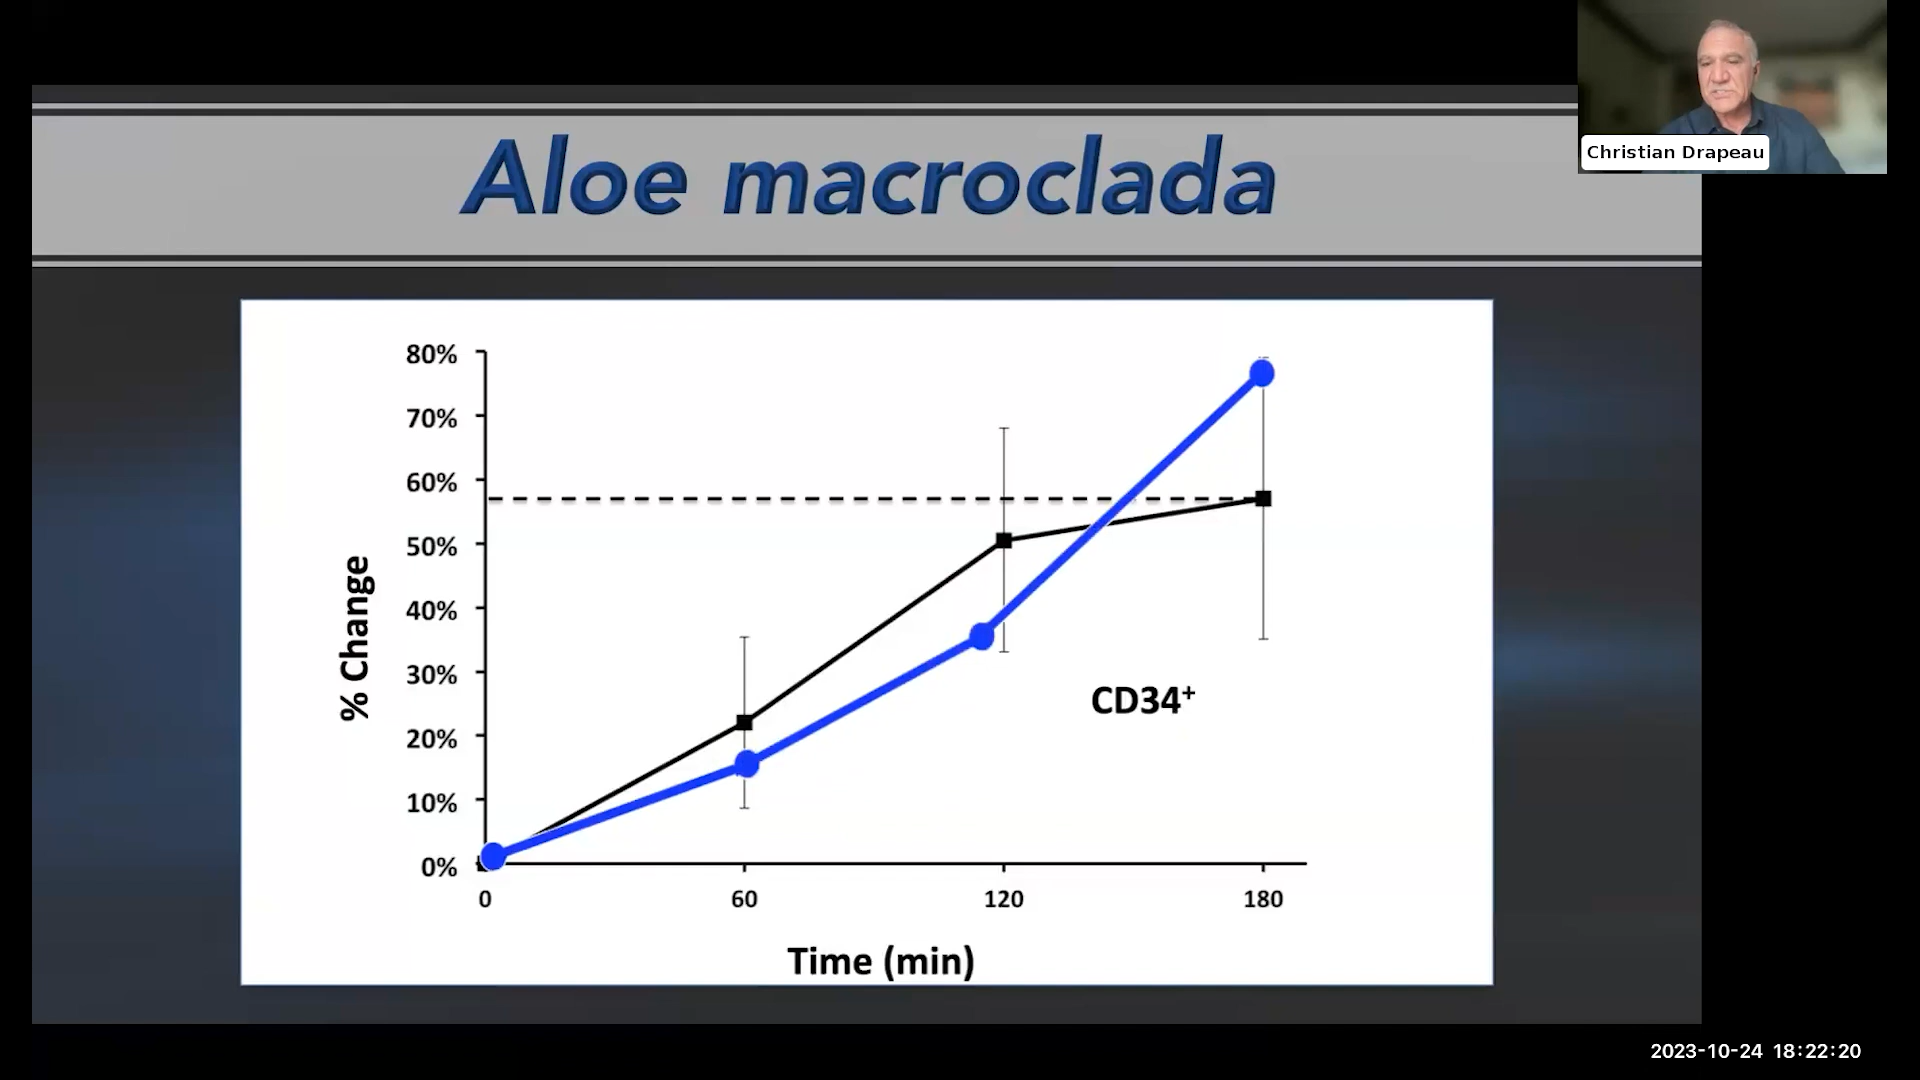 Christian Drapeau
Aloe macroclada
80%
70%
60%
50%
40%
30%
20%
10%
0%
% Change
CD34⁺
0 60 120 180
Time (min)
2023-10-24 18:22:20